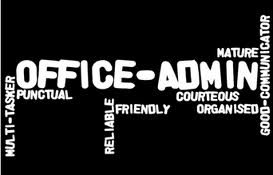 MATURE
OFFICE-ADMIN
PUNCTUAL
COURTEOUS
FRIENDLY
ORGANISED
MULTI-TASKER
RELIABLE
GOOD-COMMUNICATOR